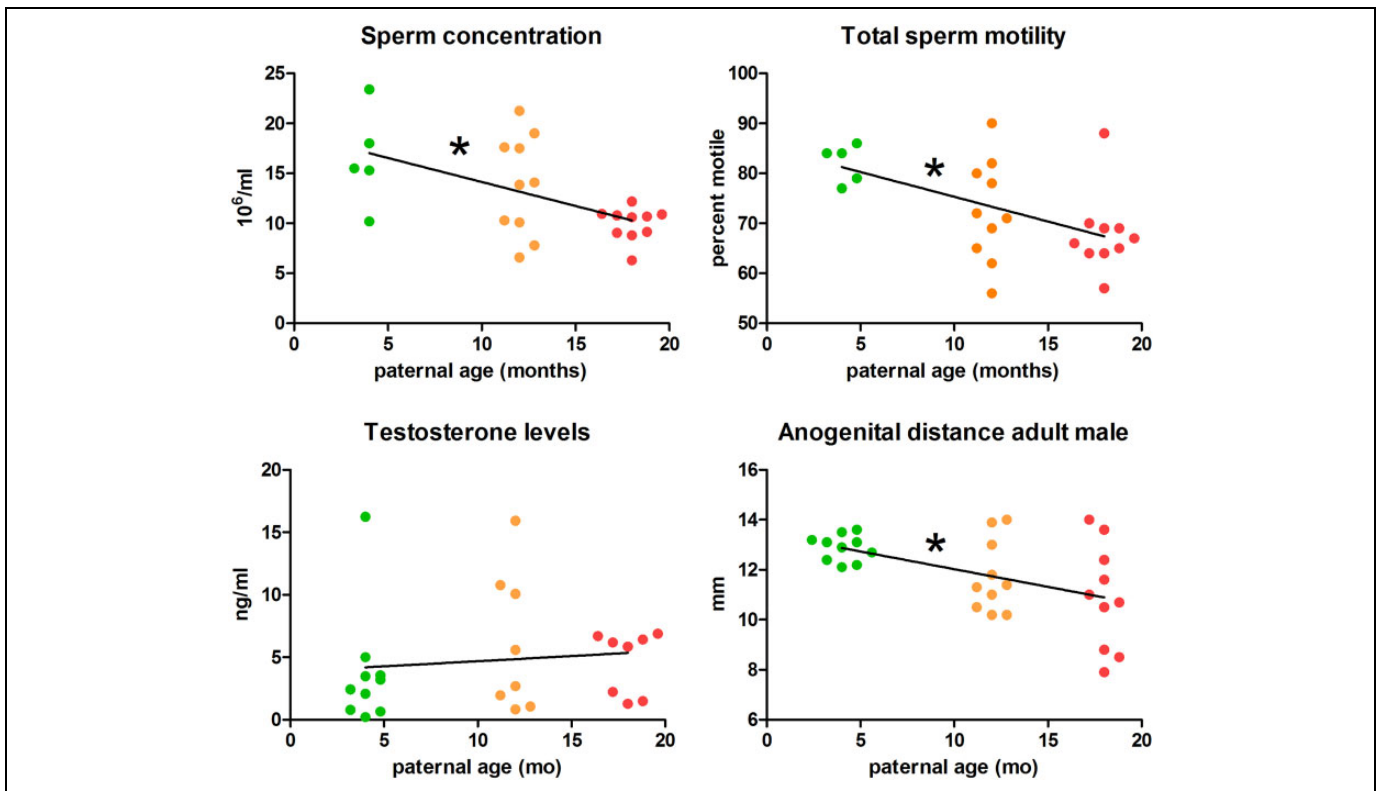 Sperm concentration
25
20
15
10
5
0
10⁶/ml
*
0 5 10 15 20
paternal age (months)
Total sperm motility
100
90
80
70
60
50
percent motile
*
0 5 10 15 20
paternal age (months)
Testosterone levels
20
15
10
5
0
ng/ml
0 5 10 15 20
paternal age (mo)
Anogenital distance adult male
16
14
12
10
8
6
mm
*
0 5 10 15 20
paternal age (mo)